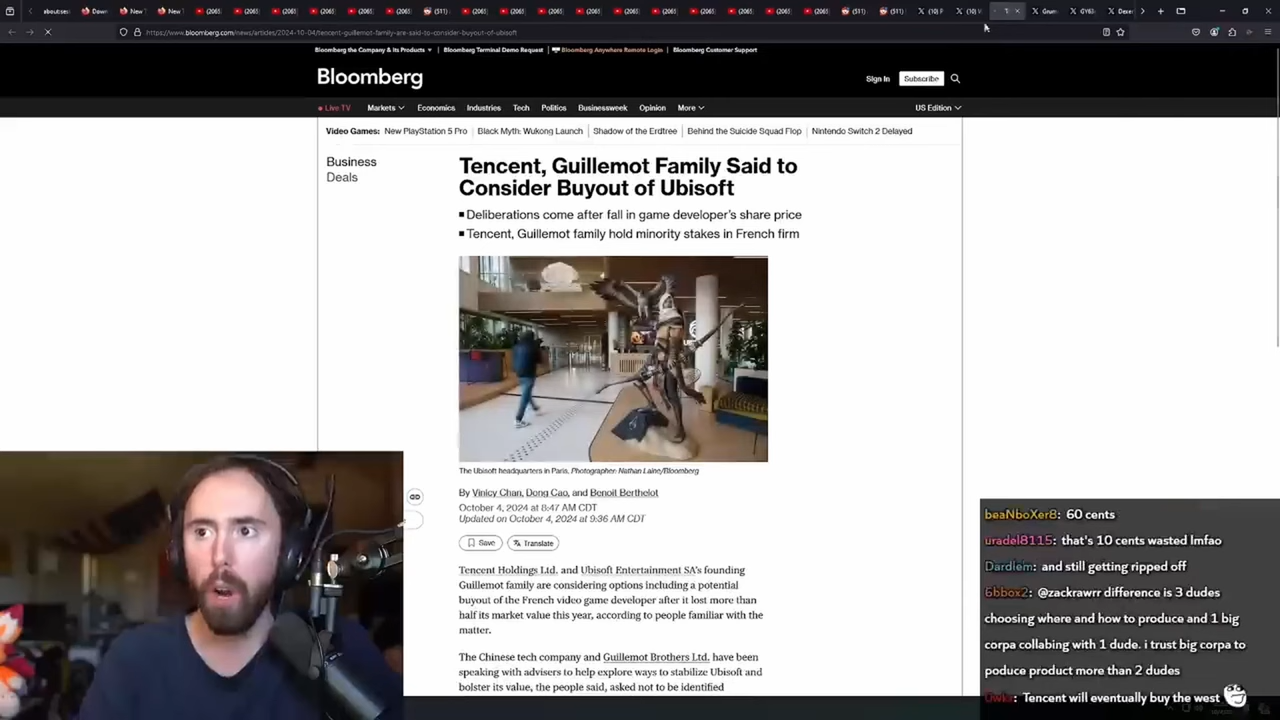 https://www.bloomberg.com/news/articles/2024-10-04/tencent-guillemot-family-are-said-to-consider-buyout-of-ubisoft
Bloomberg the Company & Its Products
Bloomberg Terminal Demo Request
Bloomberg Anywhere Remote Login
Bloomberg Customer Support
Bloomberg
Sign In
Subscribe
Live TV
Markets
Economics
Industries
Tech
Politics
Businessweek
Opinion
More
US Edition
Video Games:
New PlayStation 5 Pro
Black Myth: Wukong Launch
Shadow of the Erdtree
Behind the Suicide Squad Flop
Nintendo Switch 2 Delayed
Business
Deals
Tencent, Guillemot Family Said to
Consider Buyout of Ubisoft
Deliberations come after fall in game developer's share price
Tencent, Guillemot family hold minority stakes in French firm
The Ubisoft headquarters in Paris. Photographer: Nathan Laine/Bloomberg
By Vinicy Chan, Dong Cao, and Benoit Berthelot
October 4, 2024 at 8:47 AM CDT
Updated on October 4, 2024 at 9:36 AM CDT
Save
Translate
Tencent Holdings Ltd. and Ubisoft Entertainment SA's founding
Guillemot family are considering options including a potential
buyout of the French video game developer after it lost more than
half its market value this year, according to people familiar with the
matter.
The Chinese tech company and Guillemot Brothers Ltd. have been
speaking with advisers to help explore ways to stabilize Ubisoft and
bolster its value, the people said, asked not to be identified
beaNboXer8: 60 cents
uradel8115: that's 10 cents wasted lmfao
Dardlem: and still getting ripped off
6bbox2: @zackrawrr difference is 3 dudes
choosing where and how to produce and 1 big
corpa collabing with 1 dude. i trust big corpa to
poduce product more than 2 dudes
Tencent will eventually buy the west